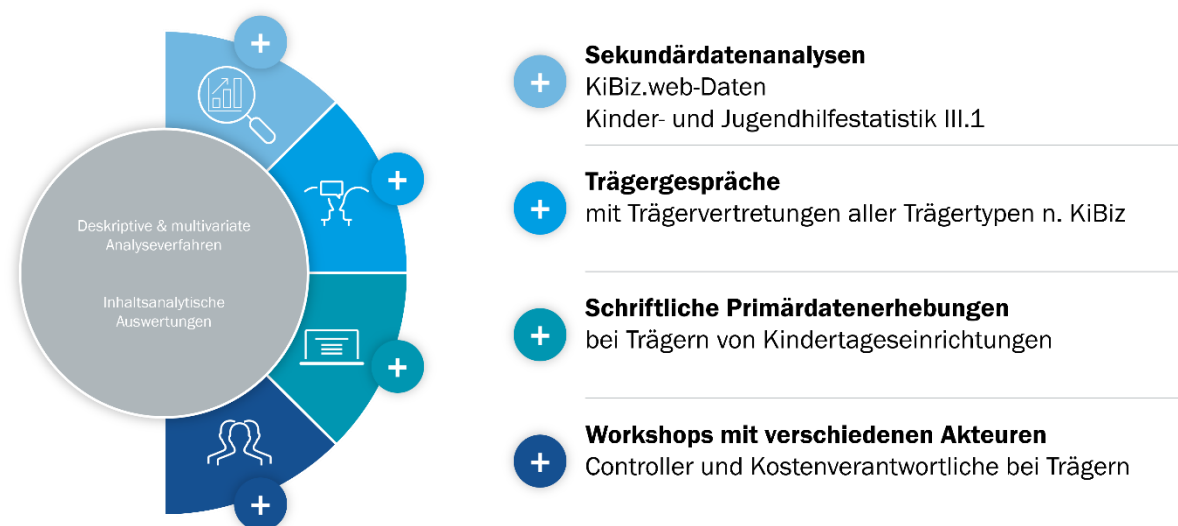 Deskriptive & multivariate
Analyseverfahren
Inhaltsanalytische
Auswertungen
+
+
+
+
+
Sekundärdatenanalysen
KiBiz.web-Daten
Kinder- und Jugendhilfestatistik III.1
+
Trägergespräche
mit Trägervertretungen aller Trägertypen n. KiBiz
+
Schriftliche Primärdatenerhebungen
bei Trägern von Kindertageseinrichtungen
+
Workshops mit verschiedenen Akteuren
Controller und Kostenverantwortliche bei Trägern